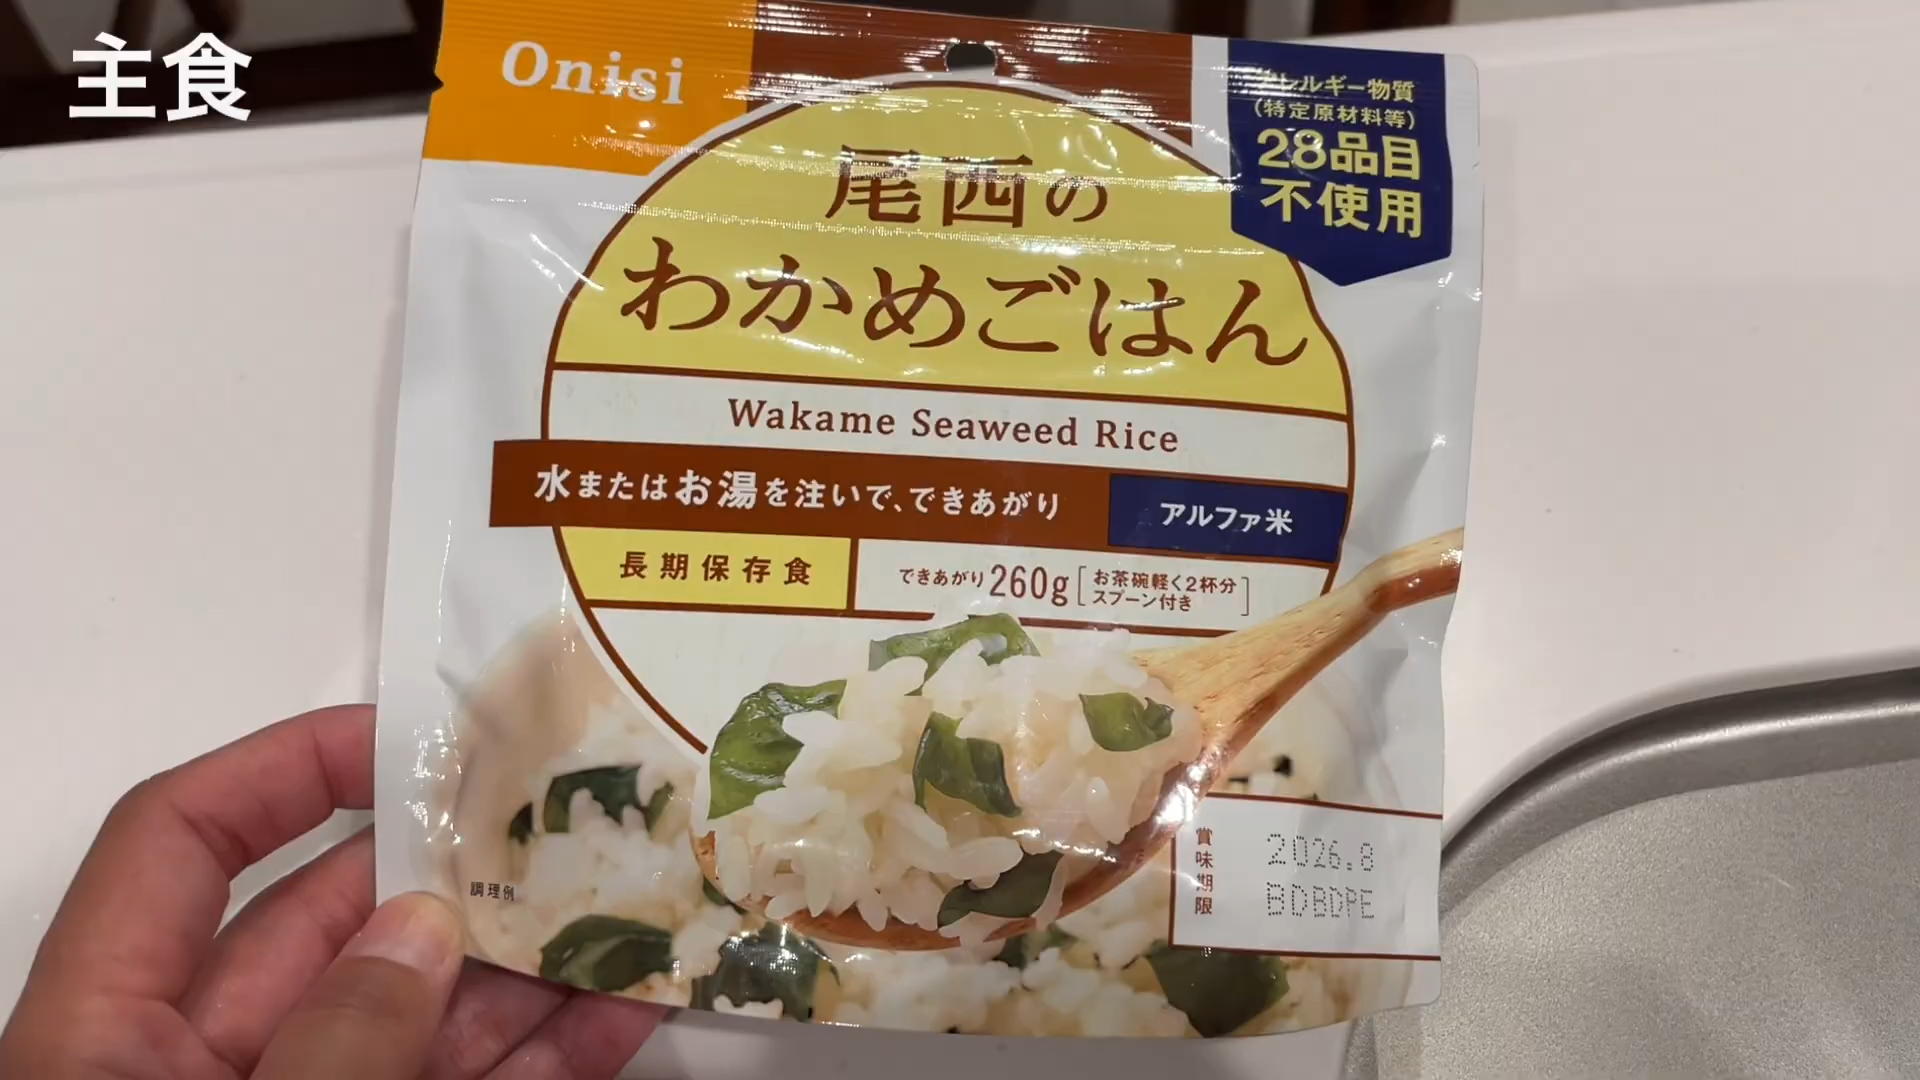 主食
Onisi
アレルギー物質
(特定原材料等)
28品目
不使用
尾西の
わかめごはん
Wakame Seaweed Rice
水またはお湯を注いで、できあがり
アルファ米
長期保存食
できあがり260g[お茶碗軽く2杯分
スプーン付き]
賞味期限
2026.8
BDBDPE
調理例